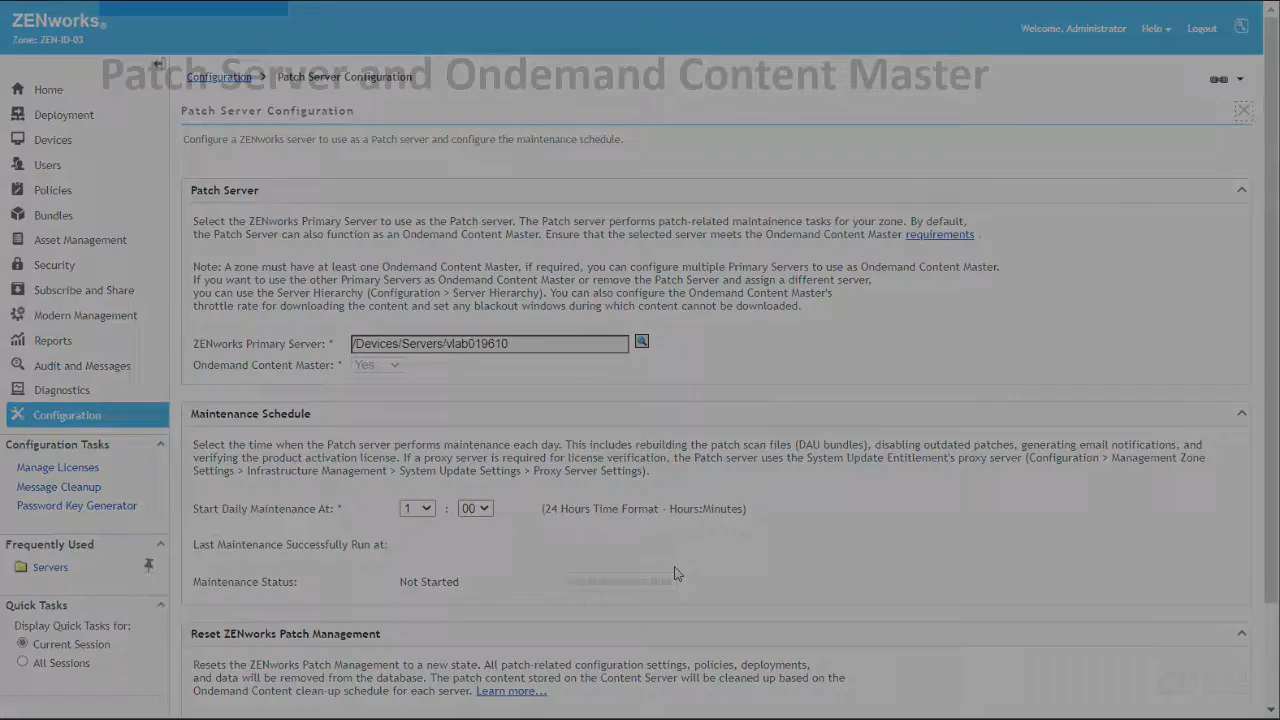 ZENworks®
Zone: ZEN-ID-03
Welcome, Administrator Help Logout
Patch Server and Ondemand Content Master
Configuration > Patch Server Configuration
Home
Deployment
Devices
Users
Policies
Bundles
Asset Management
Security
Subscribe and Share
Modern Management
Reports
Audit and Messages
Diagnostics
Configuration
Configuration Tasks
Manage Licenses
Message Cleanup
Password Key Generator
Frequently Used
Servers
Quick Tasks
Display Quick Tasks for:
Current Session
All Sessions
Patch Server Configuration
Configure a ZENworks server to use as a Patch server and configure the maintenance schedule.
Patch Server
Select the ZENworks Primary Server to use as the Patch server. The Patch server performs patch-related maintainence tasks for your zone. By default,
the Patch Server can also function as an Ondemand Content Master. Ensure that the selected server meets the Ondemand Content Master requirements .
Note: A zone must have at least one Ondemand Content Master, if required, you can configure multiple Primary Servers to use as Ondemand Content Master.
If you want to use the other Primary Servers as Ondemand Content Master or remove the Patch Server and assign a different server,
you can use the Server Hierarchy (Configuration > Server Hierarchy). You can also configure the Ondemand Content Master's
throttle rate for downloading the content and set any blackout windows during which content cannot be downloaded.
ZENworks Primary Server: * /Devices/Servers/vlab019610
Ondemand Content Master: * Yes
Maintenance Schedule
Select the time when the Patch server performs maintenance each day. This includes rebuilding the patch scan files (DAU bundles), disabling outdated patches, generating email notifications, and
verifying the product activation license. If a proxy server is required for license verification, the Patch server uses the System Update Entitlement's proxy server (Configuration > Management Zone
Settings > Infrastructure Management > System Update Settings > Proxy Server Settings).
Start Daily Maintenance At: * 1 : 00 (24 Hours Time Format - Hours:Minutes)
Last Maintenance Successfully Run at:
Maintenance Status: Not Started
Reset ZENworks Patch Management
Resets the ZENworks Patch Management to a new state. All patch-related configuration settings, policies, deployments,
and data will be removed from the database. The patch content stored on the Content Server will be cleaned up based on the
Ondemand Content clean-up schedule for each server. Learn more...